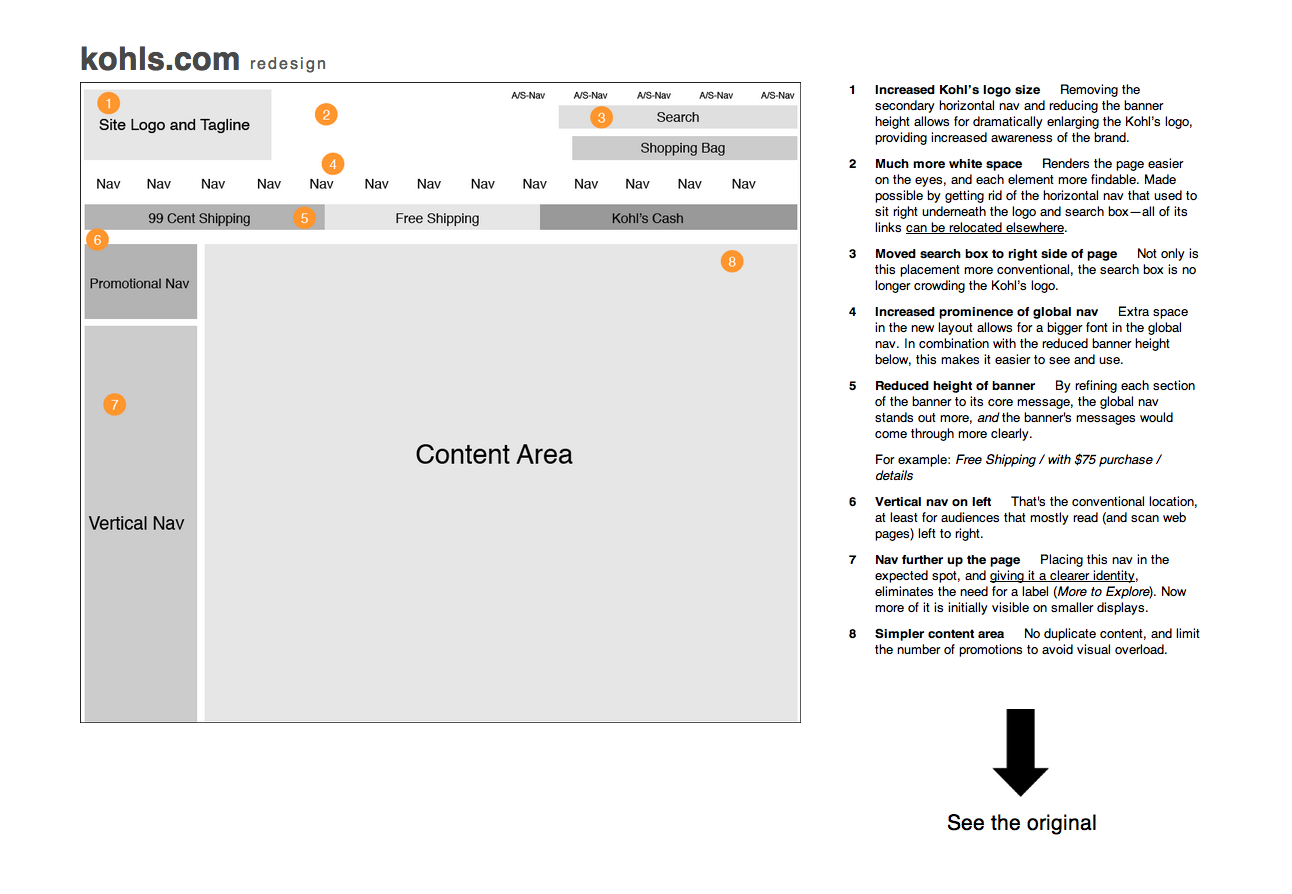 kohls.com redesign
A/S-Nav A/S-Nav A/S-Nav A/S-Nav A/S-Nav
1
Site Logo and Tagline
2
3 Search
Shopping Bag
4
Nav Nav Nav Nav Nav Nav Nav Nav Nav Nav Nav Nav Nav
99 Cent Shipping 5 Free Shipping Kohl's Cash
6
Promotional Nav
8
7
Content Area
Vertical Nav
1 Increased Kohl's logo size Removing the
secondary horizontal nav and reducing the banner
height allows for dramatically enlarging the Kohl's logo,
providing increased awareness of the brand.
2 Much more white space Renders the page easier
on the eyes, and each element more findable. Made
possible by getting rid of the horizontal nav that used to
sit right underneath the logo and search box—all of its
links can be relocated elsewhere.
3 Moved search box to right side of page Not only is
this placement more conventional, the search box is no
longer crowding the Kohl's logo.
4 Increased prominence of global nav Extra space
in the new layout allows for a bigger font in the global
nav. In combination with the reduced banner height
below, this makes it easier to see and use.
5 Reduced height of banner By refining each section
of the banner to its core message, the global nav
stands out more, and the banner's messages would
come through more clearly.
For example: Free Shipping / with $75 purchase /
details
6 Vertical nav on left That's the conventional location,
at least for audiences that mostly read (and scan web
pages) left to right.
7 Nav further up the page Placing this nav in the
expected spot, and giving it a clearer identity,
eliminates the need for a label (More to Explore). Now
more of it is initially visible on smaller displays.
8 Simpler content area No duplicate content, and limit
the number of promotions to avoid visual overload.
See the original